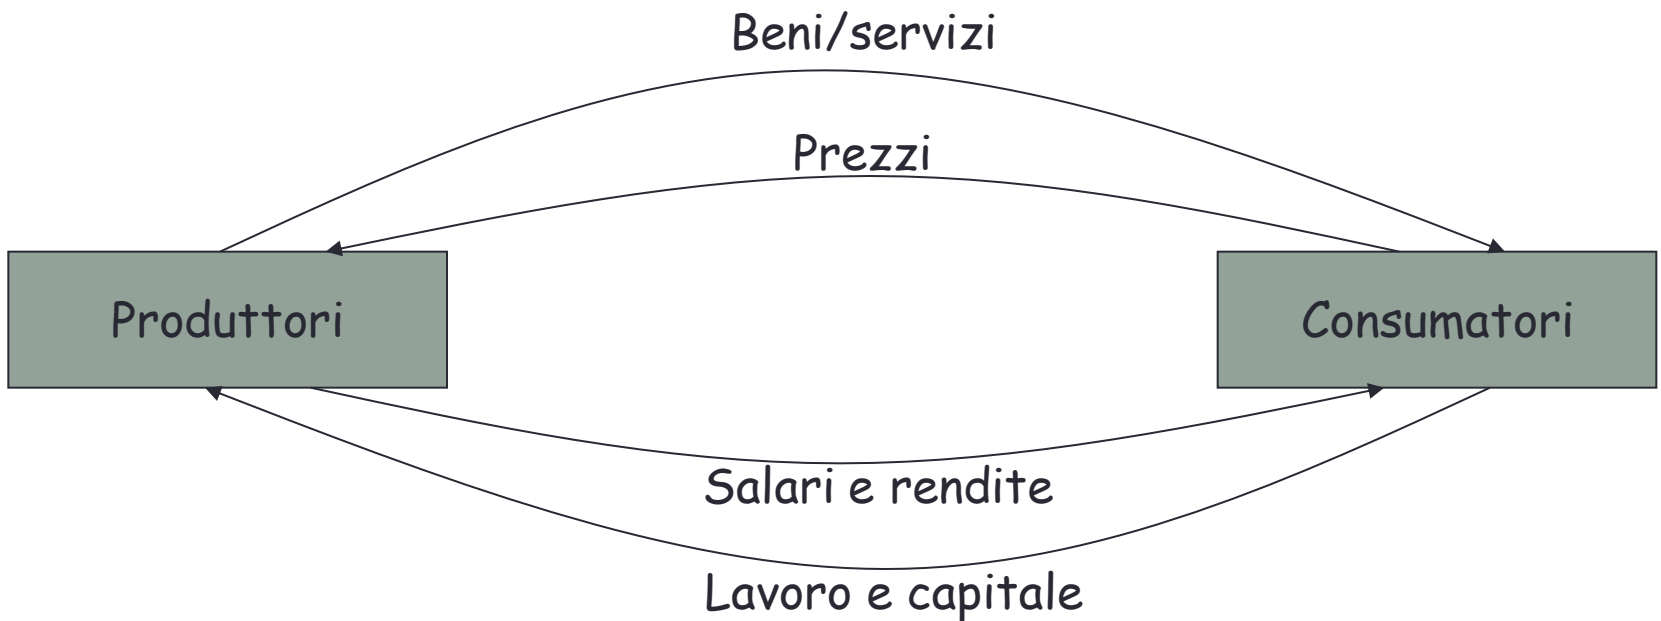 Beni/servizi
Prezzi
Produttori
Consumatori
Salari e rendite
Lavoro e capitale